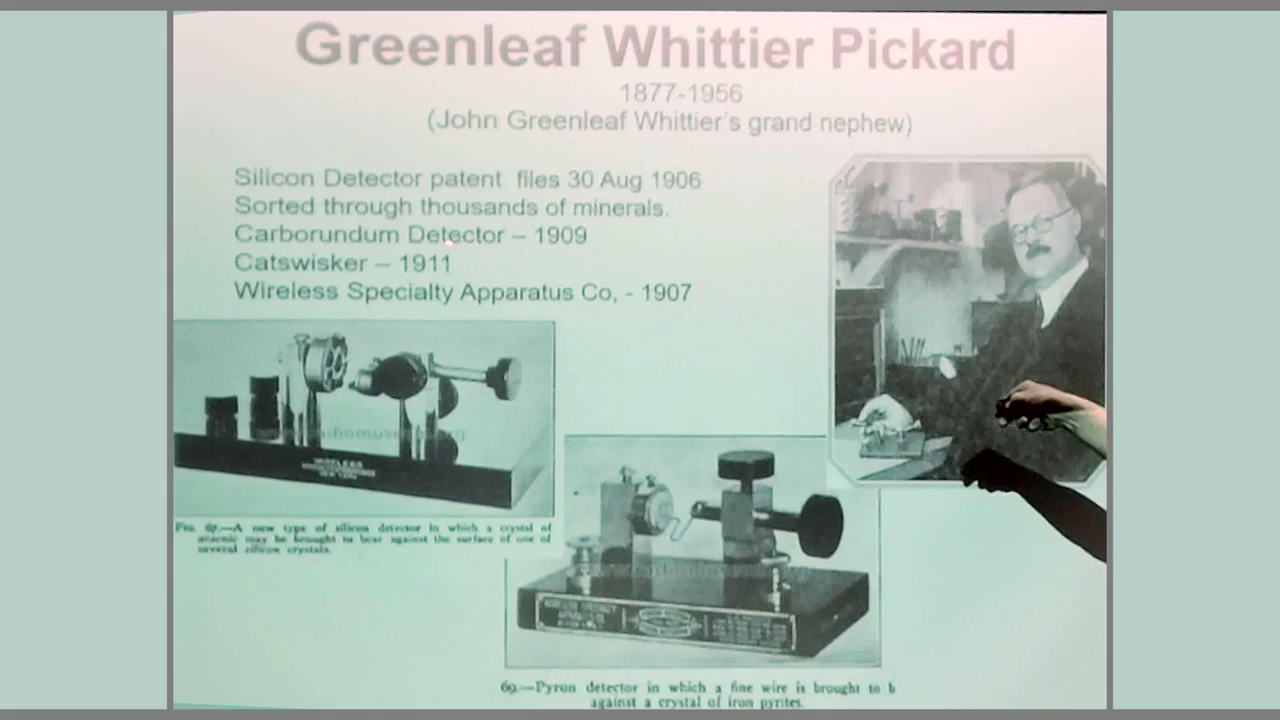 Greenleaf Whittier Pickard
1877-1956
(John Greenleaf Whittier's grand nephew)
Silicon Detector patent files 30 Aug 1906
Sorted through thousands of minerals.
Carborundum Detector – 1909
Catswisker – 1911
Wireless Specialty Apparatus Co, - 1907
WIRELESS
NEW YORK
Fig. 67.—A new type of silicon detector in which a crystal of
arsenic may be brought to bear against the surface of one of
several silicon crystals.
69.—Pyron detector in which a fine wire is brought to b
against a crystal of iron pyrites.